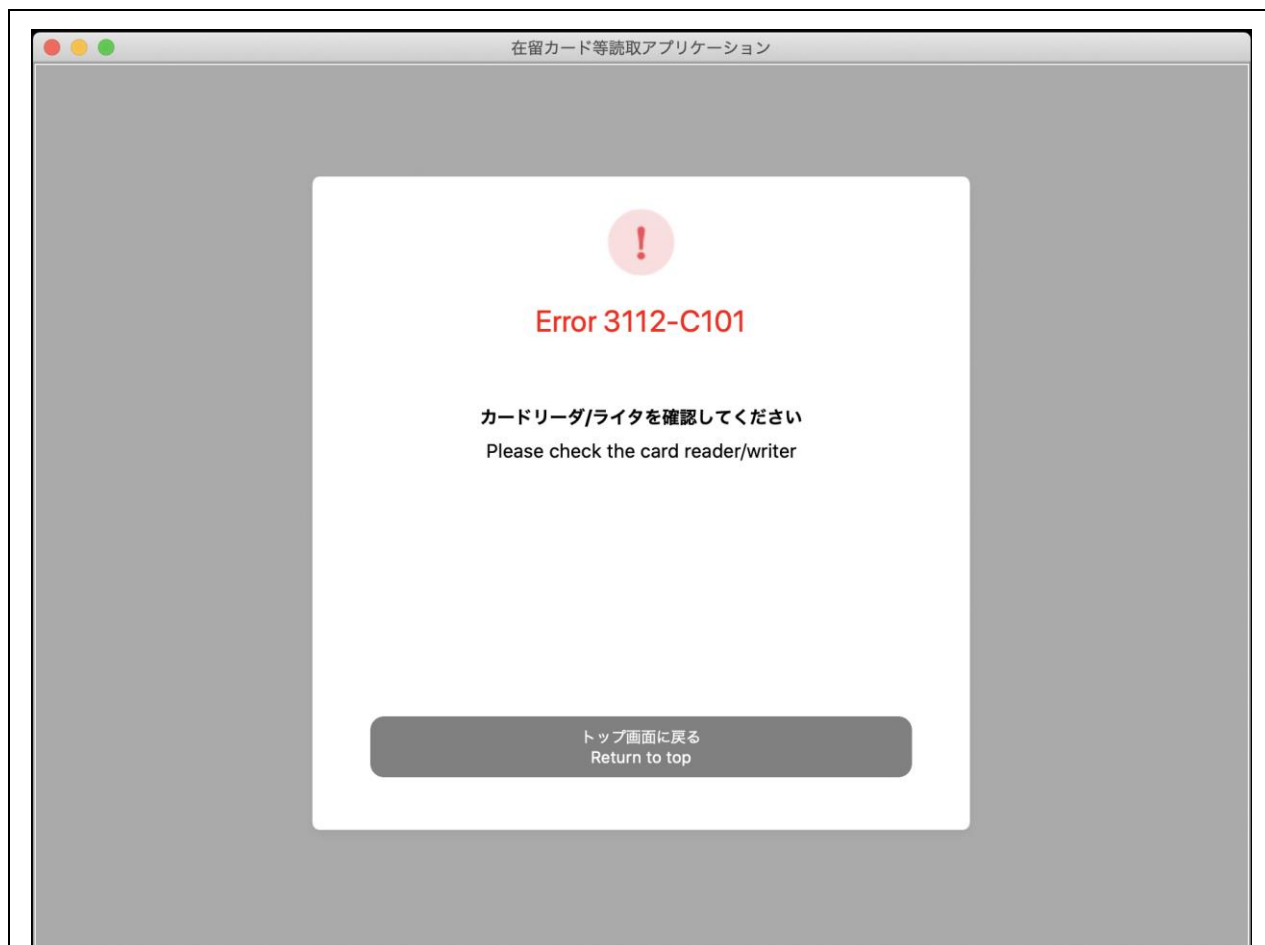 在留カード等読取アプリケーション
!
Error 3112-C101
カードリーダ/ライタを確認してください
Please check the card reader/writer
トップ画面に戻る
Return to top